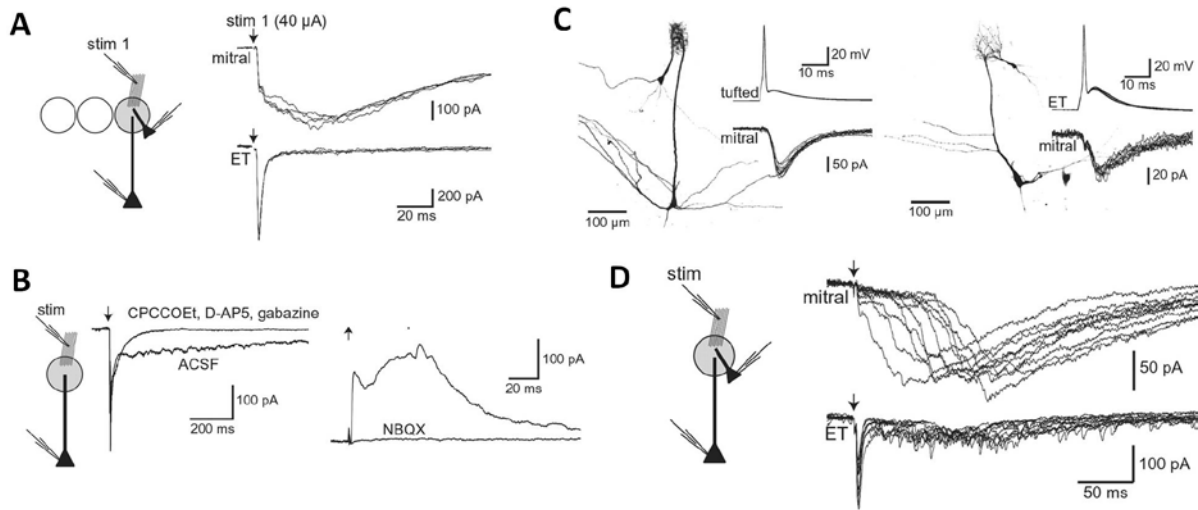 A
stim 1
stim 1 (40 µA)
mitral
100 pA
ET
200 pA
20 ms
B
stim
CPCCOEt, D-AP5, gabazine
ACSF
100 pA
200 ms
100 pA
20 ms
NBQX
C
20 mV
10 ms
tufted
mitral
50 pA
100 µm
20 mV
10 ms
ET
mitral
20 pA
100 µm
D
stim
mitral
50 pA
ET
100 pA
50 ms